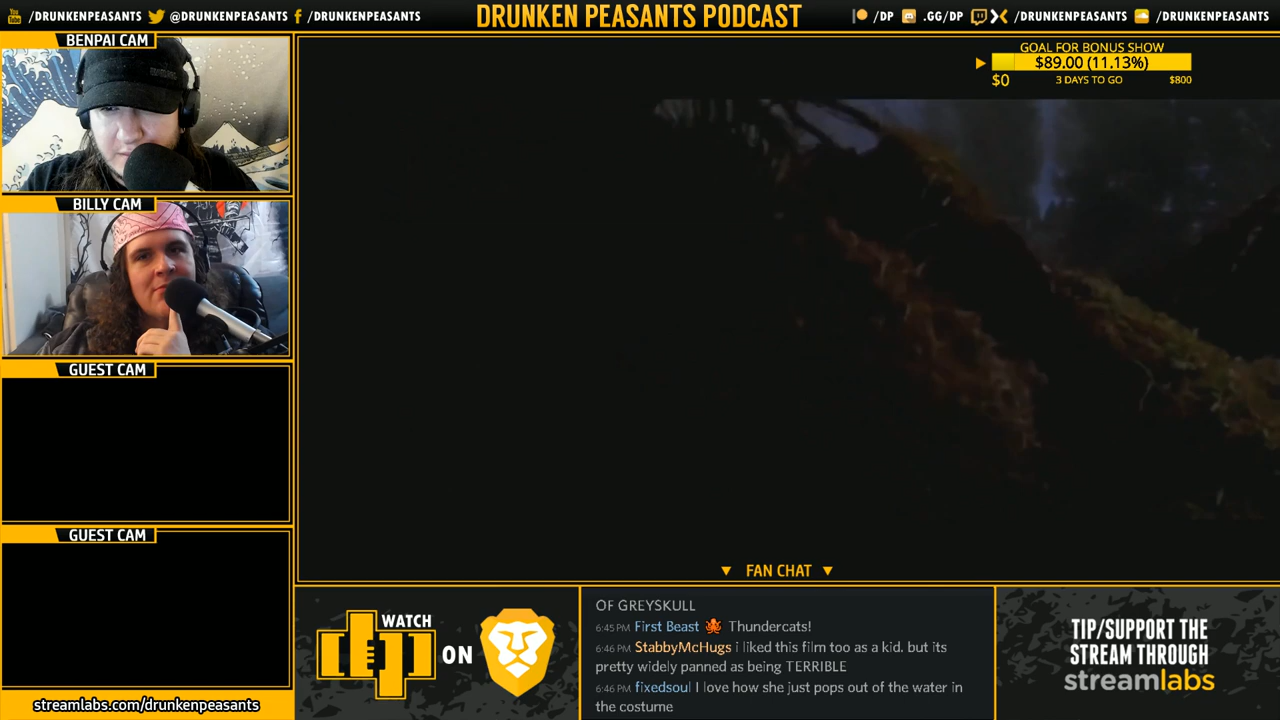 You Tube /DRUNKENPEASANTS @DRUNKENPEASANTS /DRUNKENPEASANTS
DRUNKEN PEASANTS PODCAST
/DP .GG/DP /DRUNKENPEASANTS /DRUNKENPEASANTS
BENPAI CAM
BILLY CAM
GUEST CAM
GUEST CAM
streamlabs.com/drunkenpeasants
GOAL FOR BONUS SHOW
$89.00 (11.13%)
$0 3 DAYS TO GO $800
▼ FAN CHAT ▼
WATCH
ON
OF GREYSKULL
6:45 PM First Beast 🐙 Thundercats!
6:46 PM StabbyMcHugs i liked this film too as a kid. but its
pretty widely panned as being TERRIBLE
6:46 PM fixedsoul I love how she just pops out of the water in
the costume
TIP/SUPPORT THE
STREAM THROUGH
streamlabs